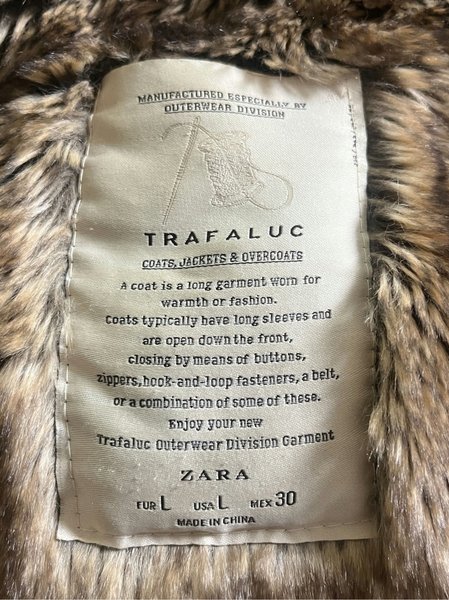 MANUFACTURED ESPECIALLY BY
OUTERWEAR DIVISION
TRAFALUC
COATS, JACKETS & OVERCOATS
A coat is a long garment worn for
warmth or fashion.
Coats typically have long sleeves and
are open down the front,
closing by means of buttons,
zippers, hook-and-loop fasteners, a belt,
or a combination of some of these.
Enjoy your new
Trafaluc Outerwear Division Garment
ZARA
EUR L USA L MEX 30
MADE IN CHINA